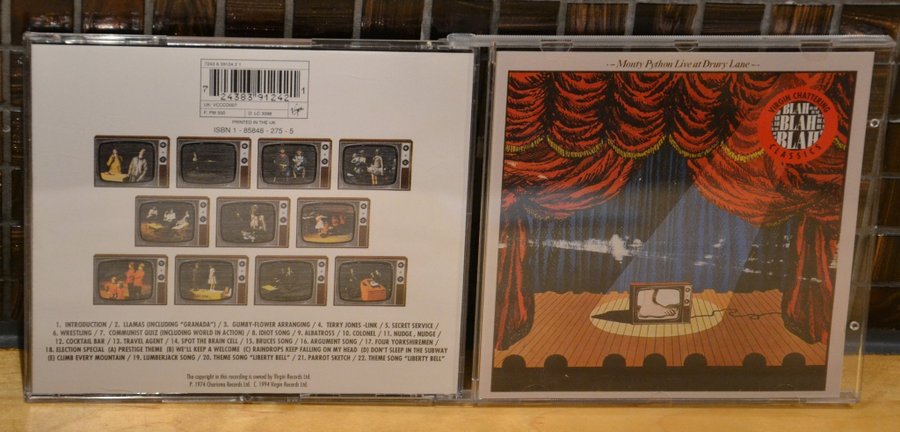 7243 8 39124 2 1
7
24383 91242
1
UK: VCCCD007
F: PM 500
LC 3098
Virgin
PRINTED IN THE UK
ISBN 1 - 85848 - 275 - 5
1. INTRODUCTION / 2. LLAMAS (INCLUDING "GRANADA") / 3. GUMBY-FLOWER ARRANGING / 4. TERRY JONES -LINK / 5. SECRET SERVICE /
6. WRESTLING / 7. COMMUNIST QUIZ (INCLUDING WORLD IN ACTION) / 8. IDIOT SONG / 9. ALBATROSS / 10. COLONEL / 11. NUDGE , NUDGE /
12. COCKTAIL BAR / 13. TRAVEL AGENT / 14. SPOT THE BRAIN CELL / 15. BRUCES SONG / 16. ARGUMENT SONG / 17. FOUR YORKSHIREMEN /
18. ELECTION SPECIAL (A) PRESTIGE THEME (B) WE'LL KEEP A WELCOME (C) RAINDROPS KEEP FALLING ON MY HEAD (D) DON'T SLEEP IN THE SUBWAY
(E) CLIMB EVERY MOUNTAIN / 19. LUMBERJACK SONG / 20. THEME SONG "LIBERTY BELL" / 21. PARROT SKETCH / 22. THEME SONG "LIBERTY BELL"
The copyright in this recording is owned by Virgin Records Ltd.
P. 1974 Charisma Records Ltd. C. 1994 Virgin Records Ltd.
Monty Python Live at Drury Lane
VIRGIN CHATTERING
BLAH
BLAH
BLAH
CLASSICS